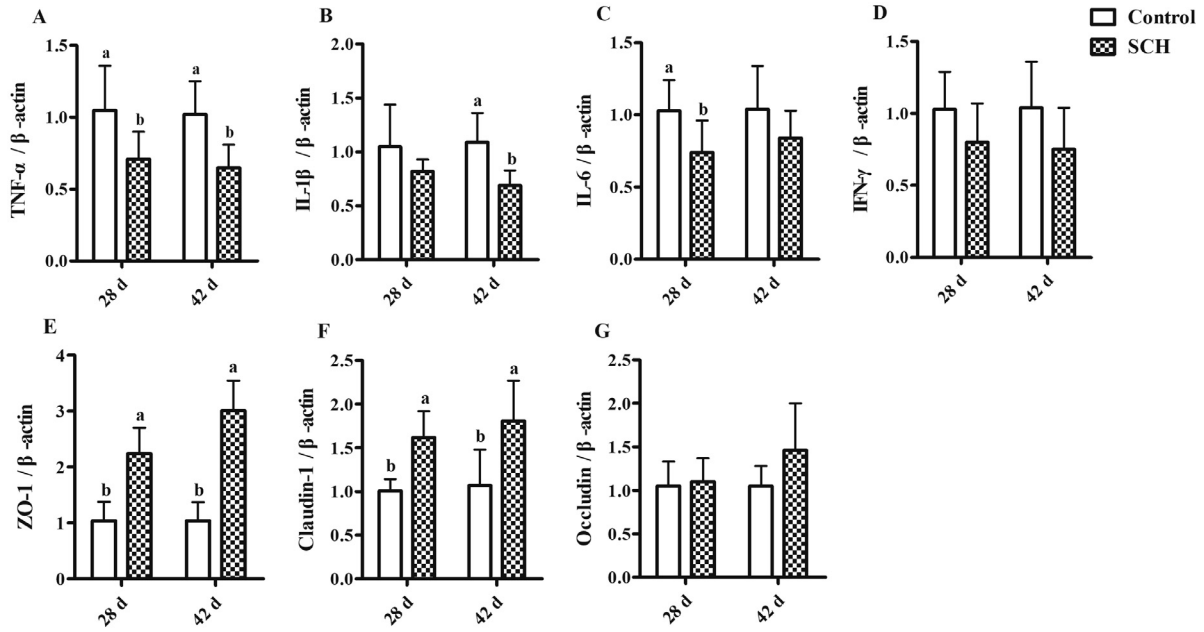 A
B
C
D
Control
SCH
TNF-α / β -actin
1.5
1.0
0.5
0.0
a
b
a
b
28 d
42 d
IL-1β / β -actin
2.0
1.5
1.0
0.5
0.0
a
b
28 d
42 d
IL-6 / β -actin
1.5
1.0
0.5
0.0
a
b
28 d
42 d
IFN-γ / β -actin
1.5
1.0
0.5
0.0
28 d
42 d
E
F
G
ZO-1 / β -actin
4
3
2
1
0
b
a
b
a
28 d
42 d
Claudin-1 / β -actin
2.5
2.0
1.5
1.0
0.5
0.0
b
a
b
a
28 d
42 d
Occludin / β -actin
2.5
2.0
1.5
1.0
0.5
0.0
28 d
42 d